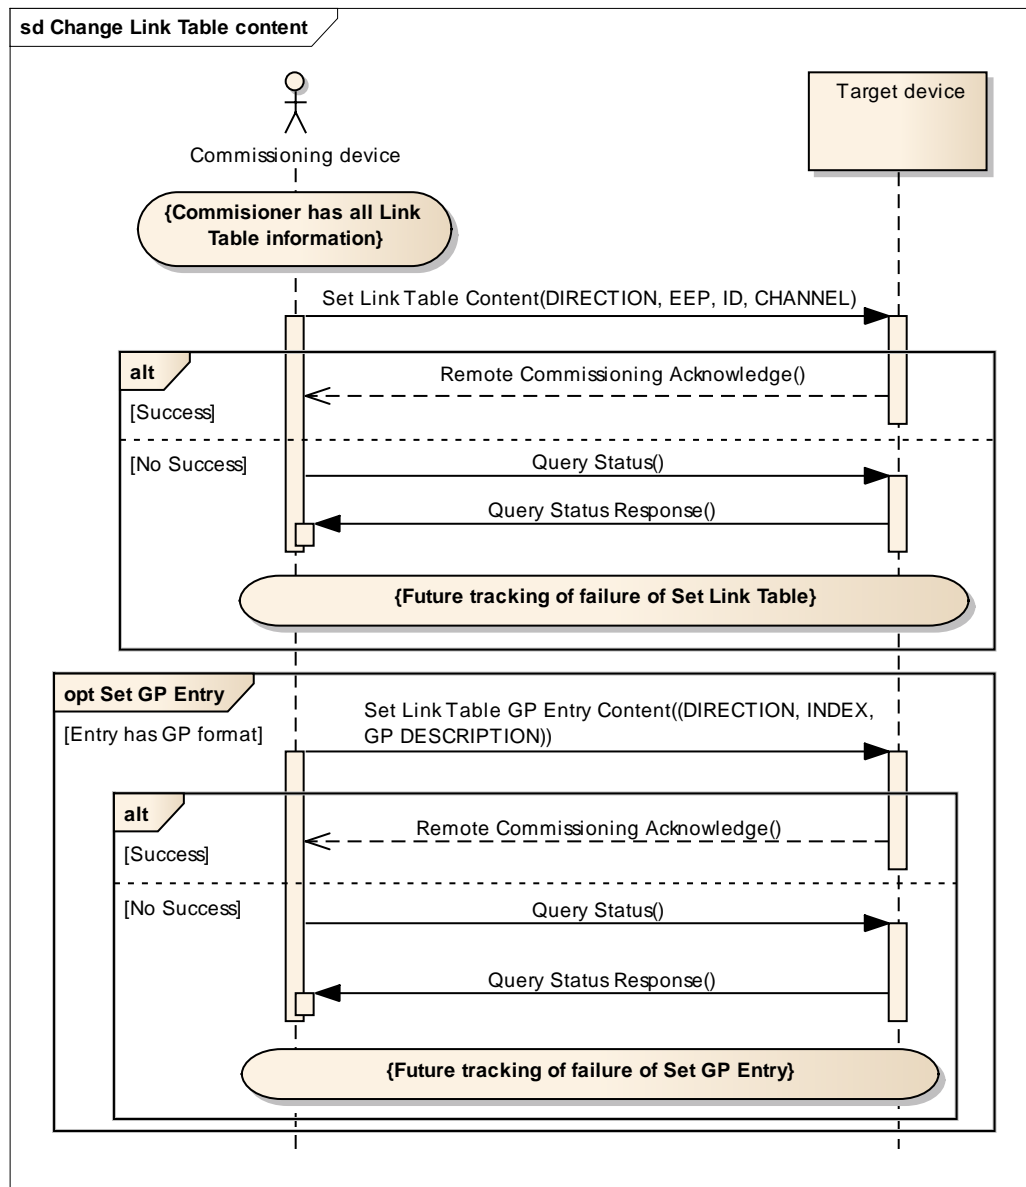 sd Change Link Table content
Target device
Commissioning device
{Commisioner has all Link
Table information}
Set Link Table Content(DIRECTION, EEP, ID, CHANNEL)
alt
Remote Commissioning Acknowledge()
[Success]
[No Success]
Query Status()
Query Status Response()
{Future tracking of failure of Set Link Table}
opt Set GP Entry
Set Link Table GP Entry Content((DIRECTION, INDEX,
GP DESCRIPTION))
[Entry has GP format]
alt
Remote Commissioning Acknowledge()
[Success]
[No Success]
Query Status()
Query Status Response()
{Future tracking of failure of Set GP Entry}